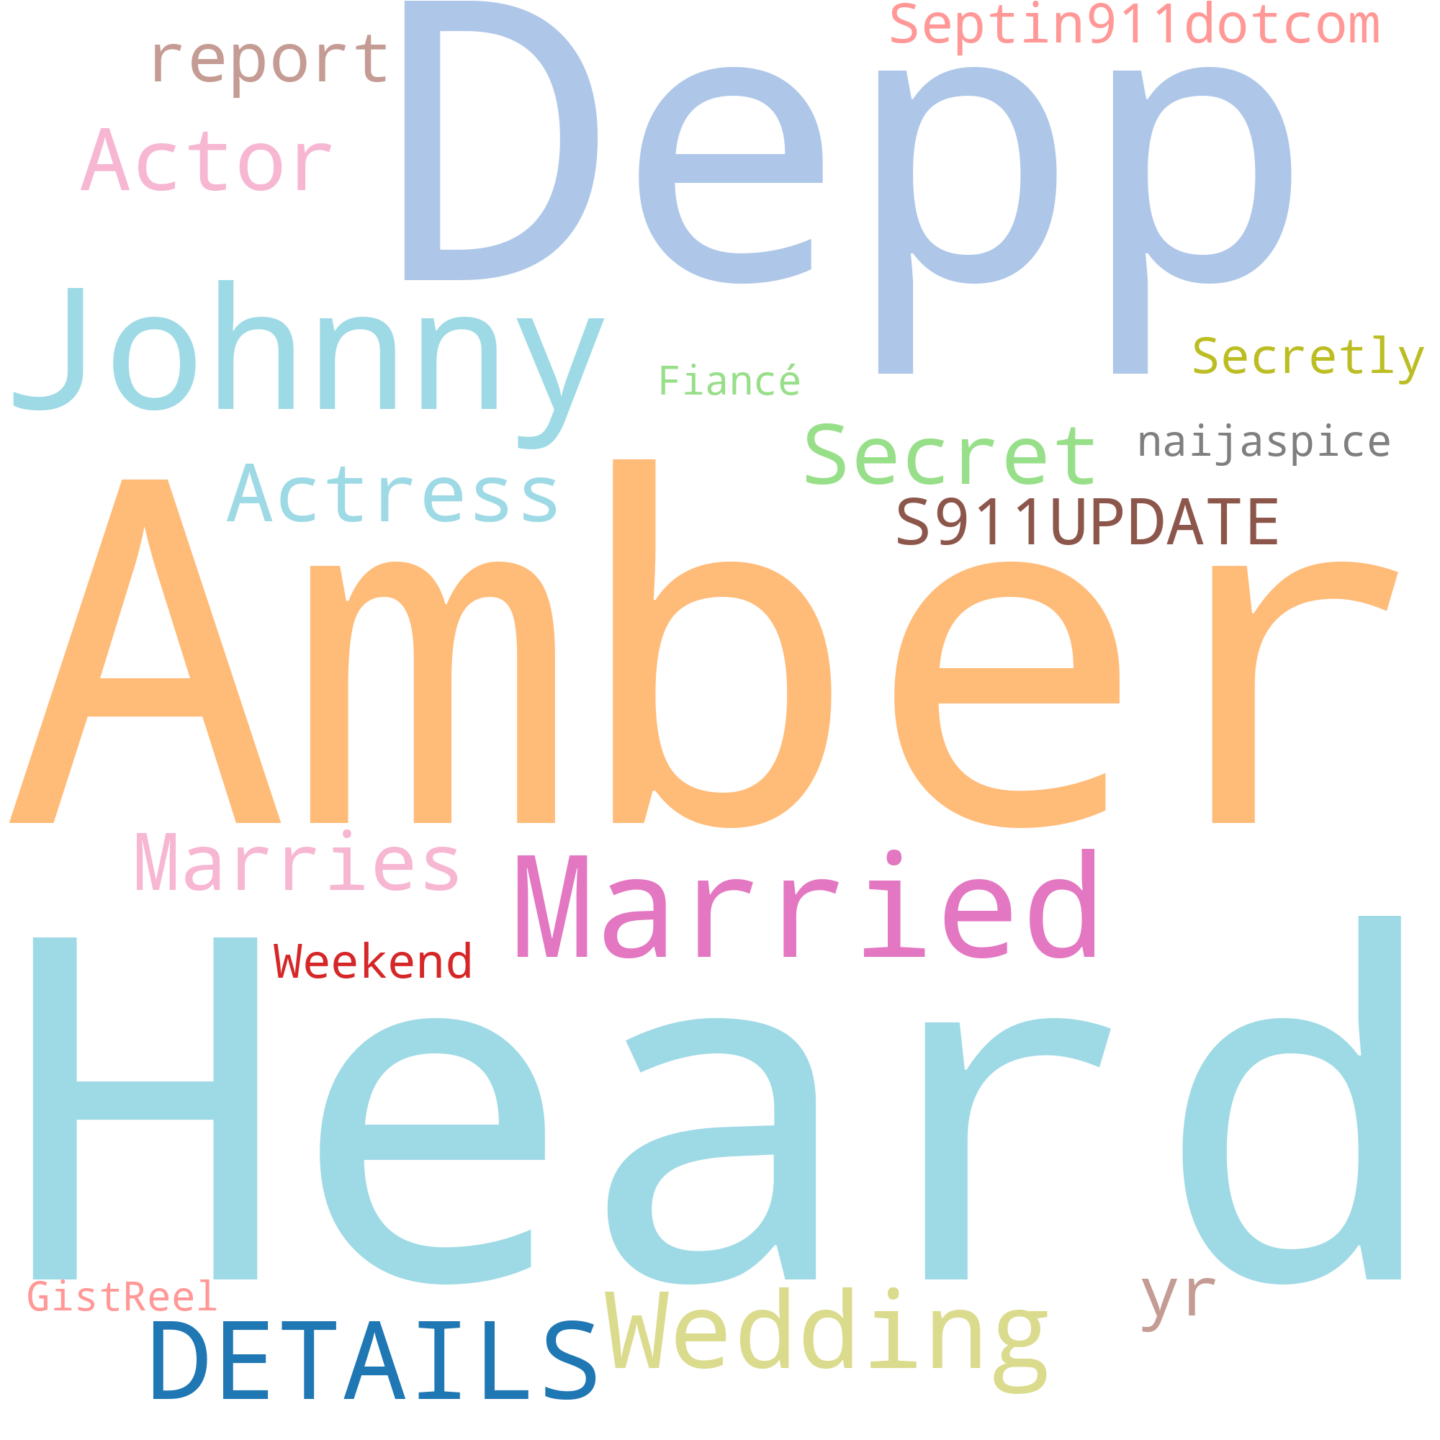 Septin911dotcom
report
Depp
Actor
Johnny
Secretly
Fiancé
naijaspice
Secret
Actress
S911UPDATE
Amber
Marries
Married
Weekend
Heard
GistReel
yr
Wedding
DETAILS